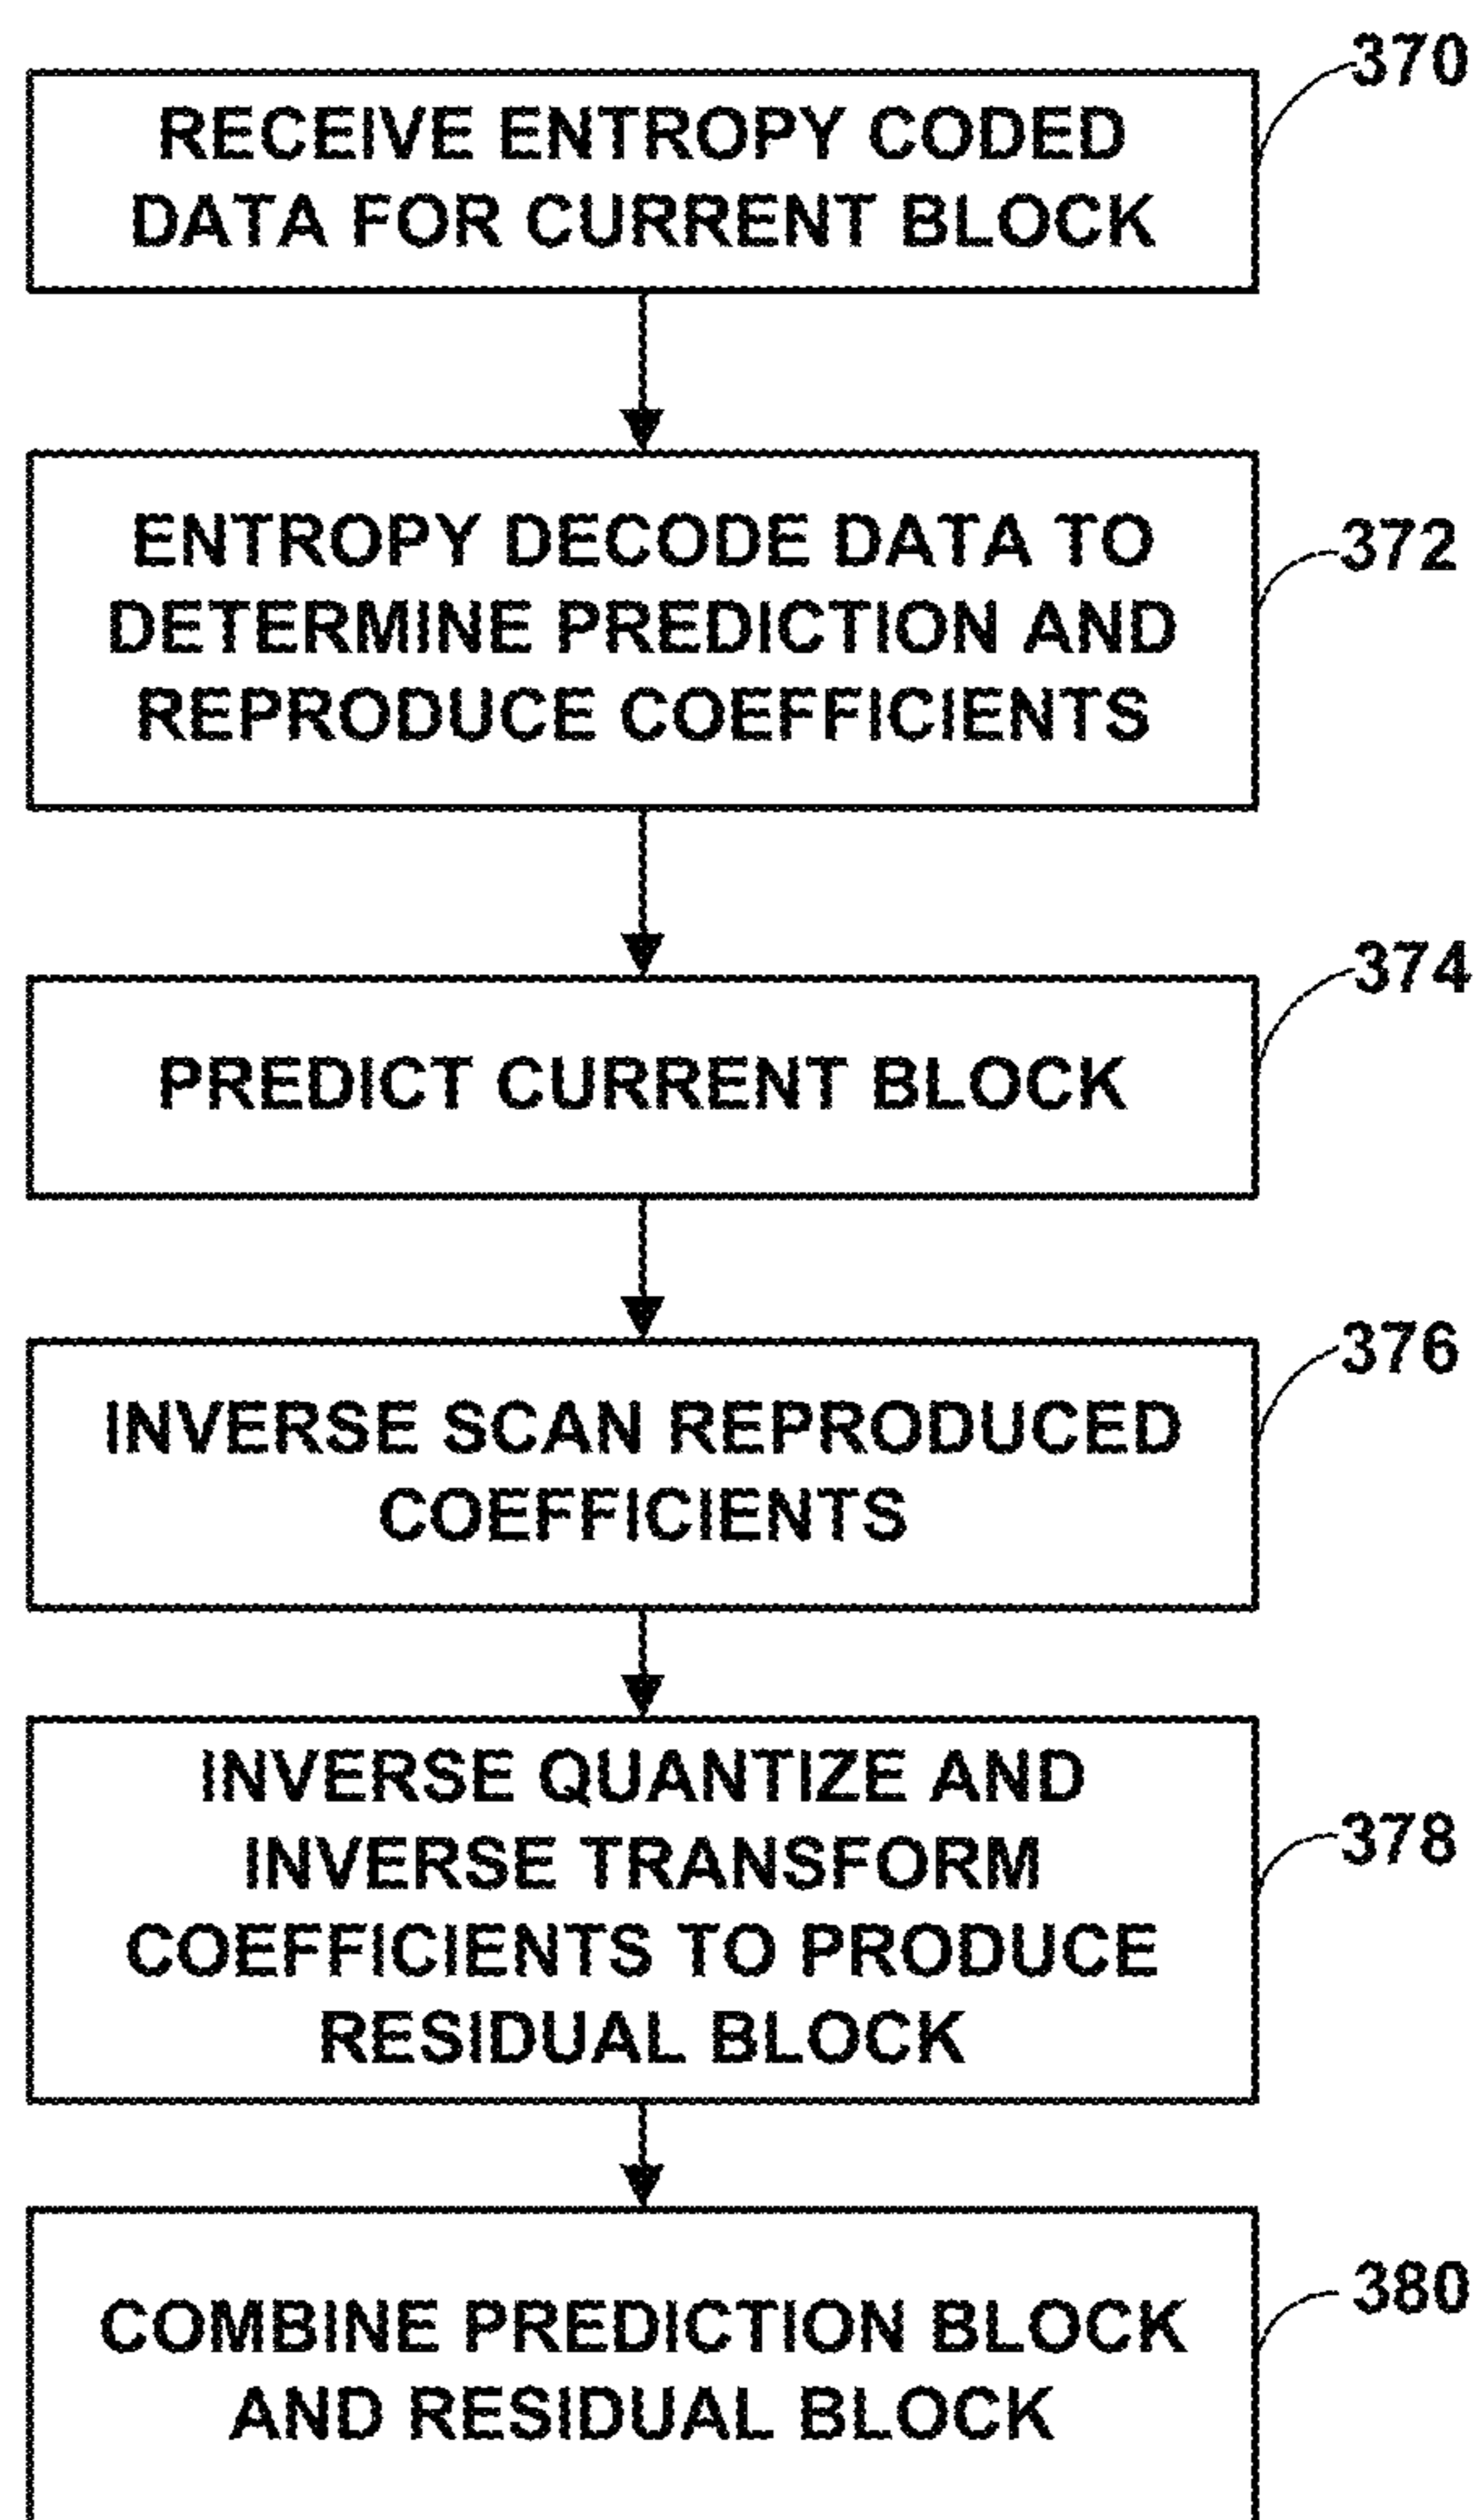 370
RECEIVE ENTROPY CODED
DATA FOR CURRENT BLOCK
372
ENTROPY DECODE DATA TO
DETERMINE PREDICTION AND
REPRODUCE COEFFICIENTS
374
PREDICT CURRENT BLOCK
376
INVERSE SCAN REPRODUCED
COEFFICIENTS
INVERSE QUANTIZE AND
378
INVERSE TRANSFORM
COEFFICIENTS TO PRODUCE
RESIDUAL BLOCK
380
COMBINE PREDICTION BLOCK
AND RESIDUAL BLOCK